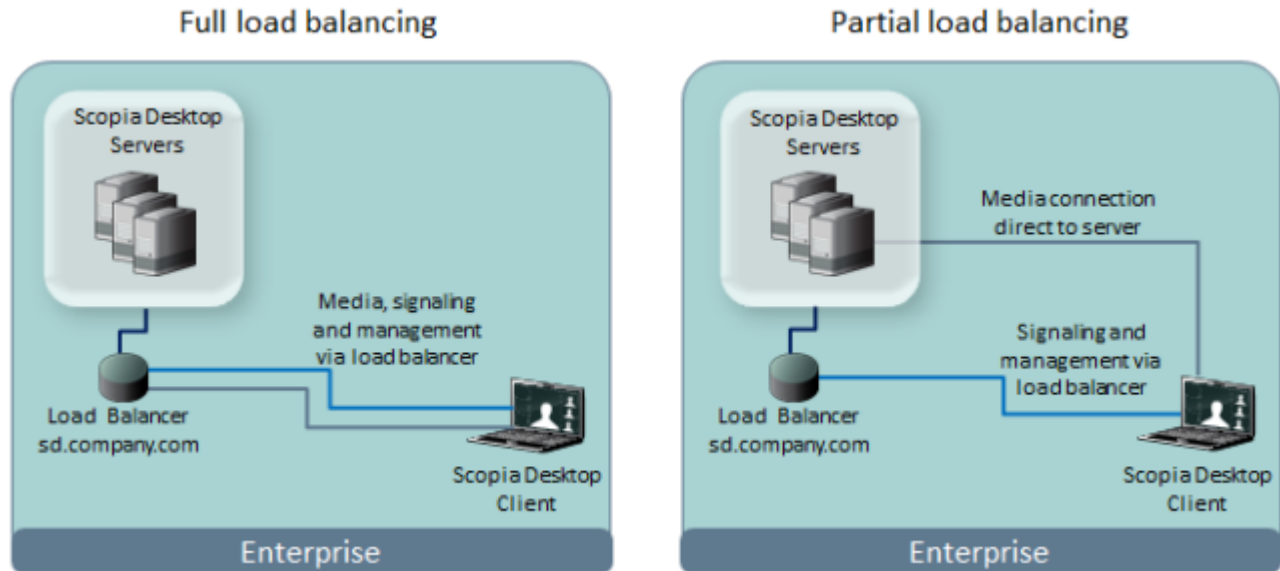 Full load balancing
Scopia Desktop
Servers
Media, signaling
and management
via load balancer
Load Balancer
sd.company.com
Scopia Desktop
Client
Enterprise
Partial load balancing
Scopia Desktop
Servers
Media connection
direct to server
Signaling and
management via
load balancer
Load Balancer
sd.company.com
Scopia Desktop
Client
Enterprise